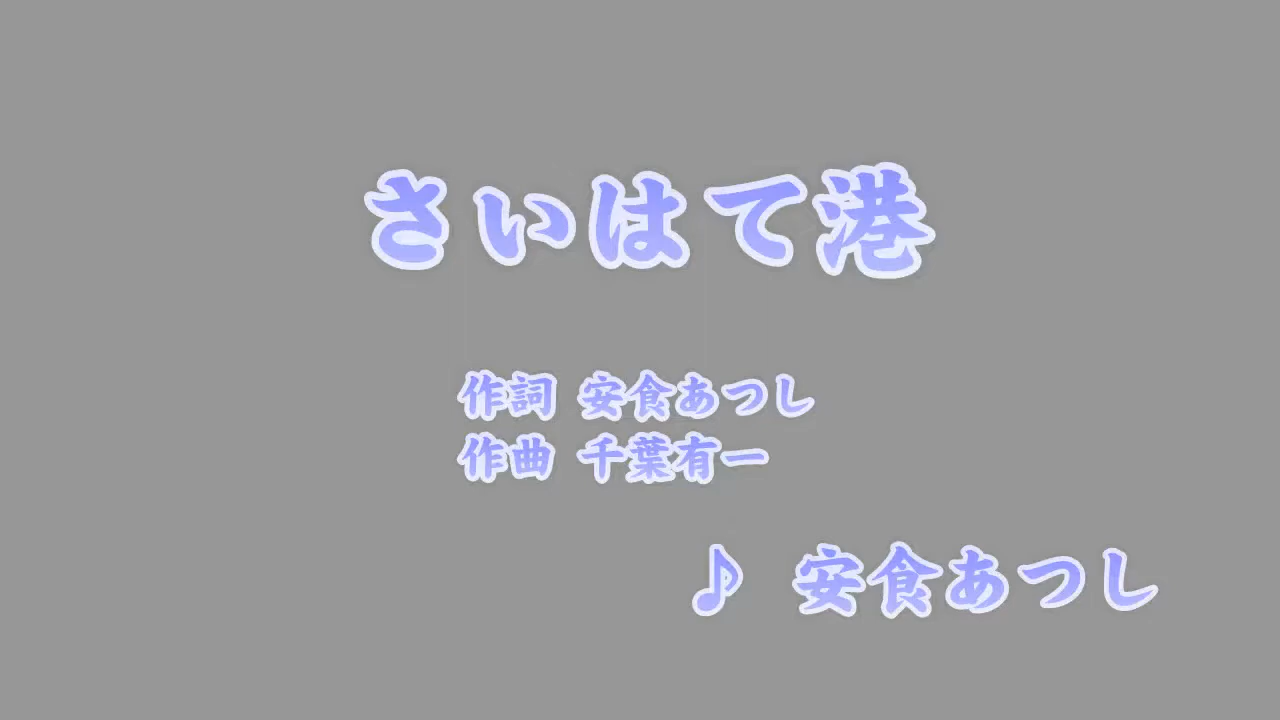 さいはて港
作詞 安食あつし
作曲 千葉有一
♪ 安食あつし